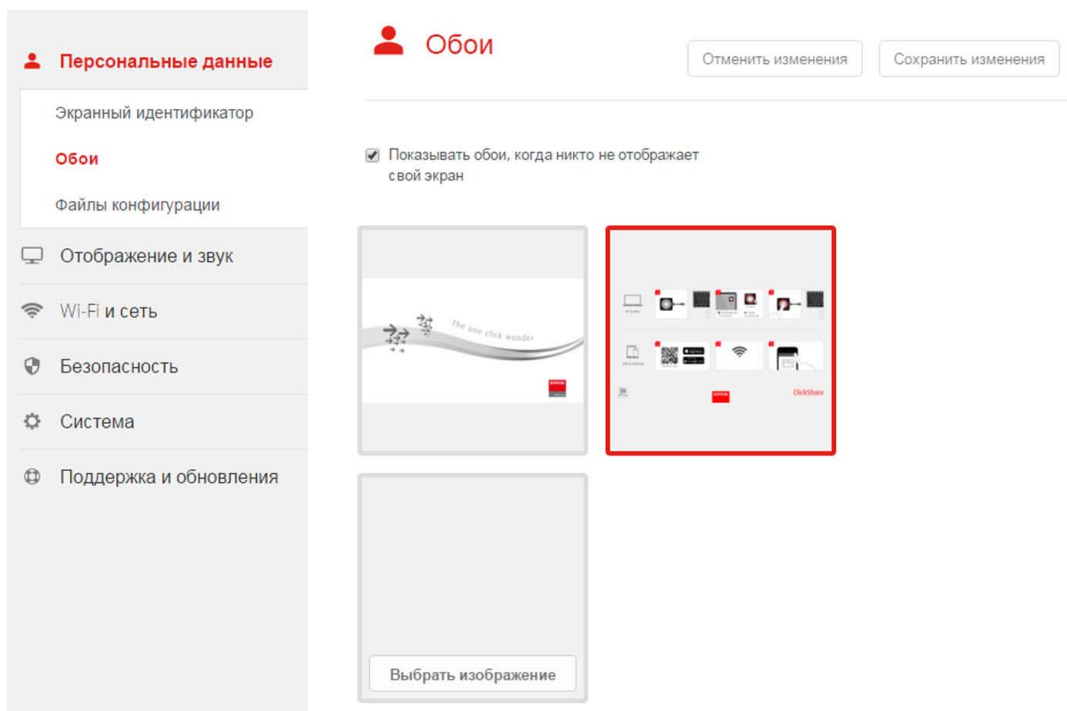 Персональные данные
Экранный идентификатор
Обои
Файлы конфигурации
Отображение и звук
Wi-Fi и сеть
Безопасность
Система
Поддержка и обновления
Обои
Отменить изменения
Сохранить изменения
Показывать обои, когда никто не отображает
свой экран
the one click wonder
ClickShare
Выбрать изображение